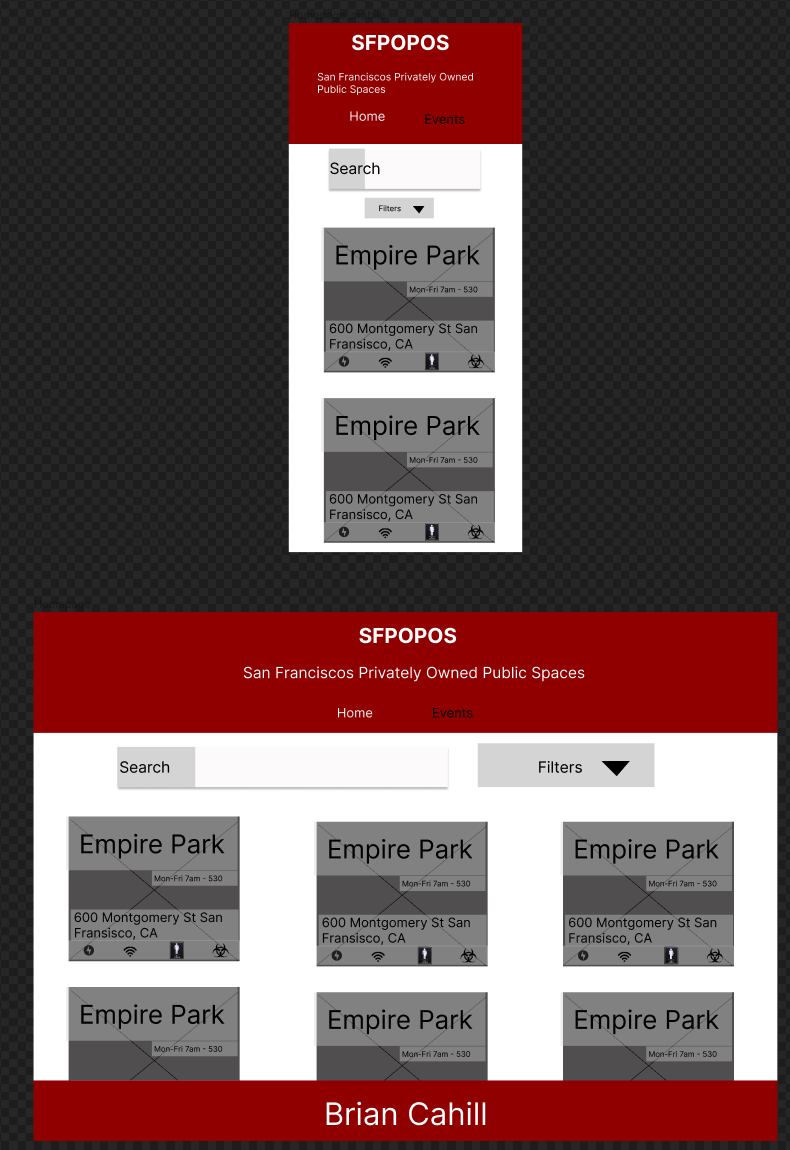 SFPOPOS
San Franciscos Privately Owned
Public Spaces
Home Events
Search
Filters
Empire Park
Mon-Fri 7am - 530
600 Montgomery St San
Fransisco, CA
Empire Park
Mon-Fri 7am - 530
600 Montgomery St San
Fransisco, CA
SFPOPOS
San Franciscos Privately Owned Public Spaces
Home Events
Search Filters
Empire Park
Mon-Fri 7am - 530
600 Montgomery St San
Fransisco, CA
Empire Park
Mon-Fri 7am - 530
600 Montgomery St San
Fransisco, CA
Empire Park
Mon-Fri 7am - 530
600 Montgomery St San
Fransisco, CA
Empire Park
Mon-Fri 7am - 530
Empire Park
Mon-Fri 7am - 530
Empire Park
Mon-Fri 7am - 530
Brian Cahill